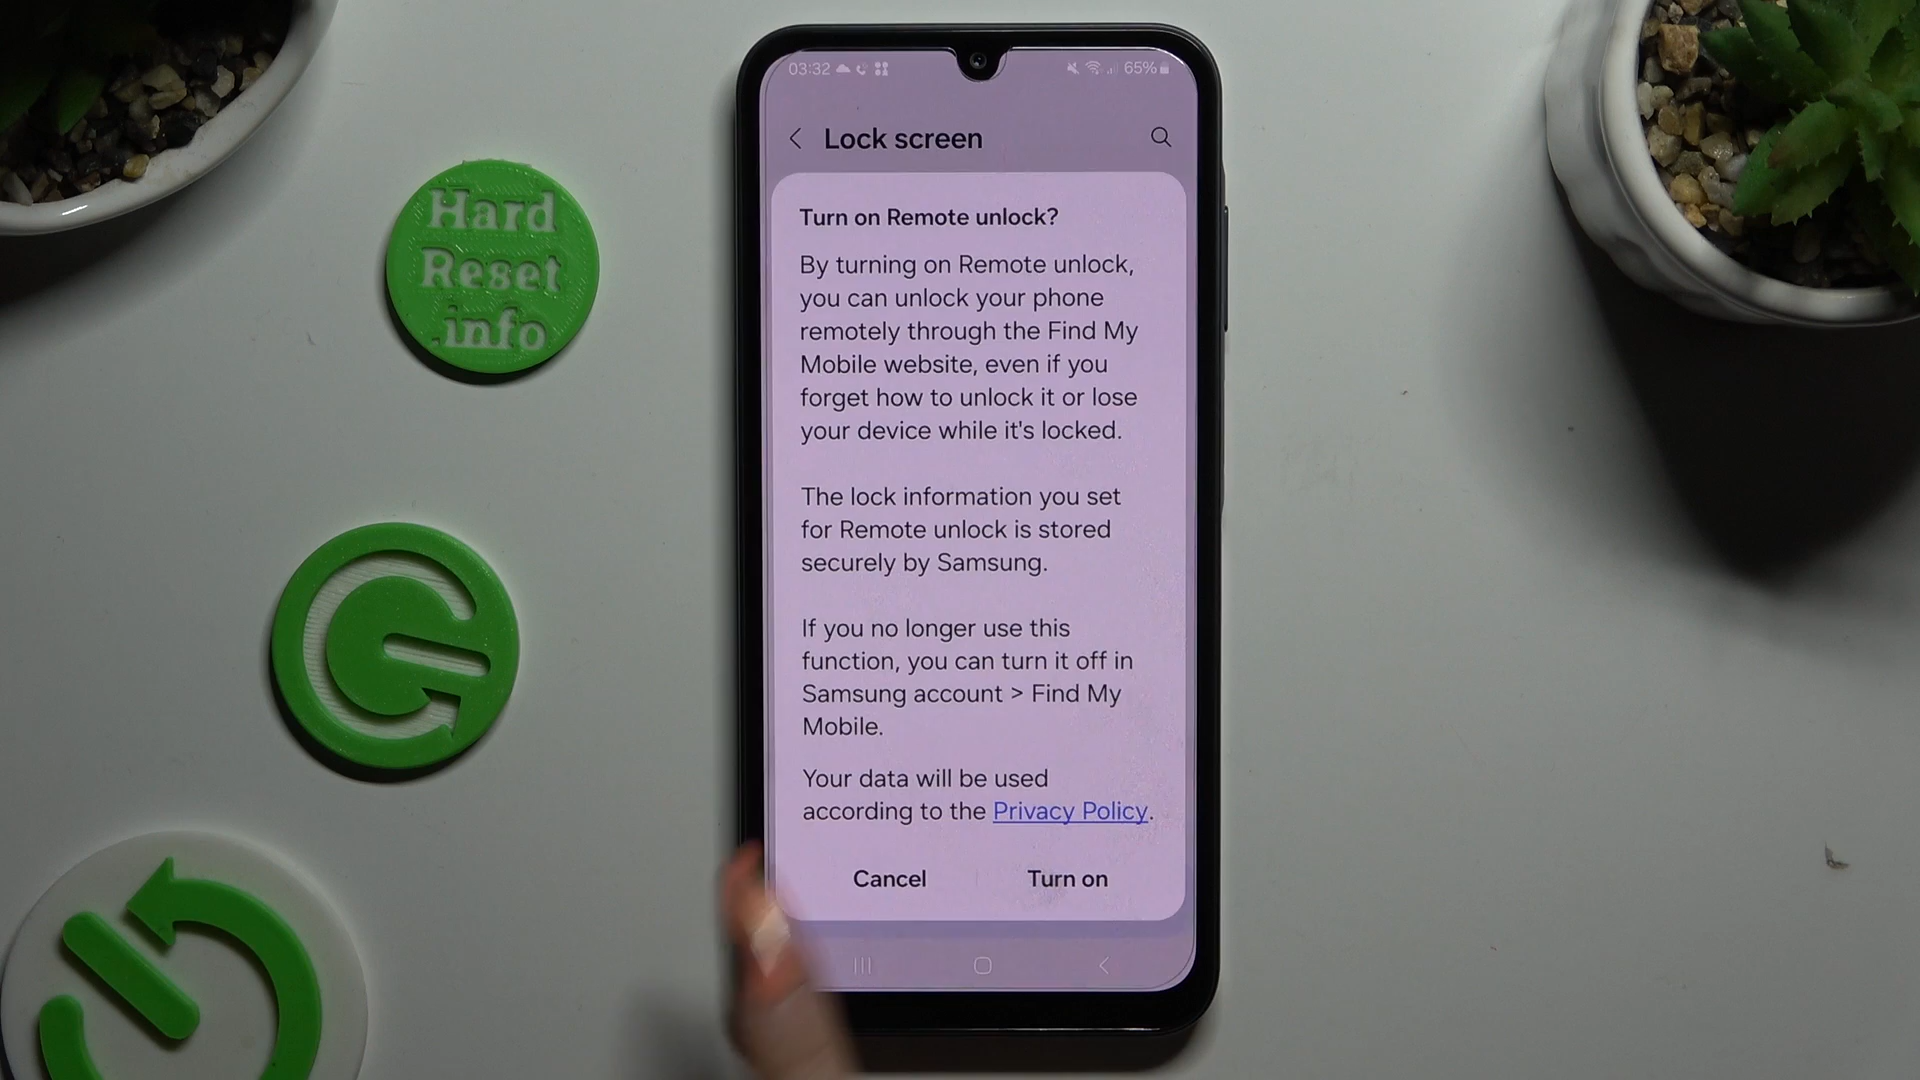 Hard
Reset
.info
03:32
65%
Lock screen
Turn on Remote unlock?
By turning on Remote unlock,
you can unlock your phone
remotely through the Find My
Mobile website, even if you
forget how to unlock it or lose
your device while it's locked.
The lock information you set
for Remote unlock is stored
securely by Samsung.
If you no longer use this
function, you can turn it off in
Samsung account > Find My
Mobile.
Your data will be used
according to the Privacy Policy.
Cancel
Turn on